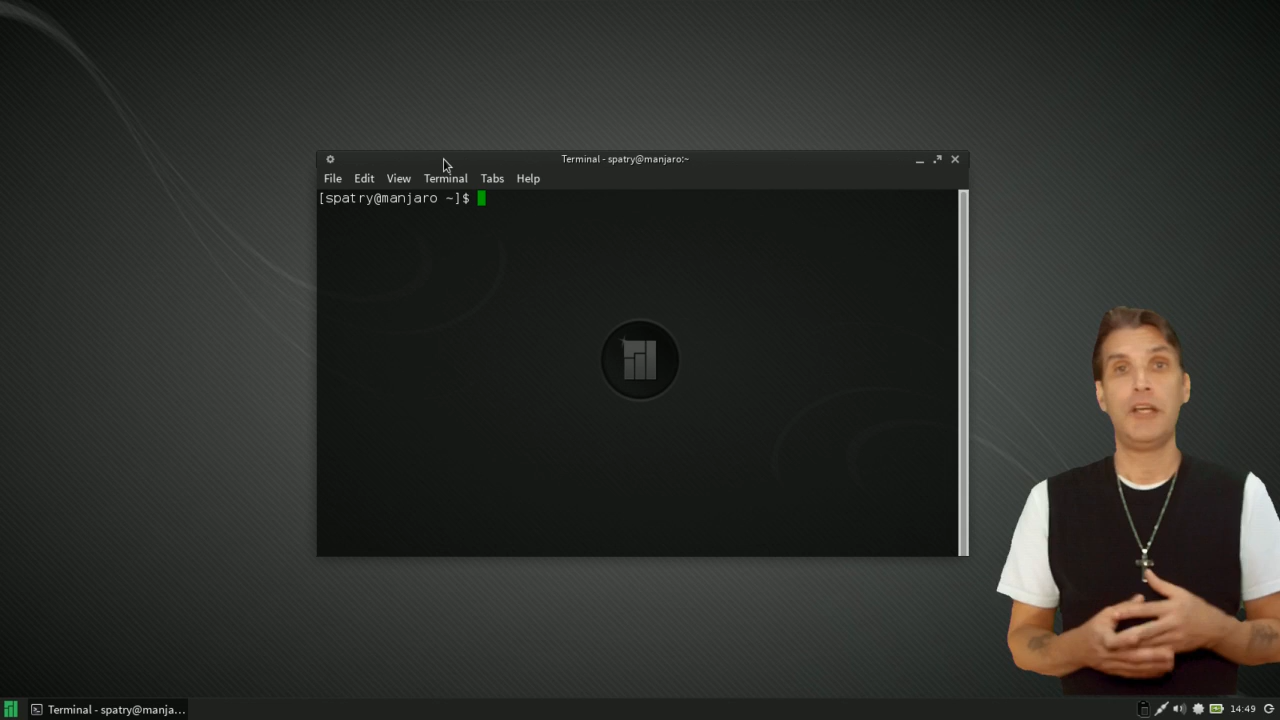 Terminal - spatry@manjaro:~
File Edit View Terminal Tabs Help
[spatry@manjaro ~]$
Terminal - spatry@manja...
14:49